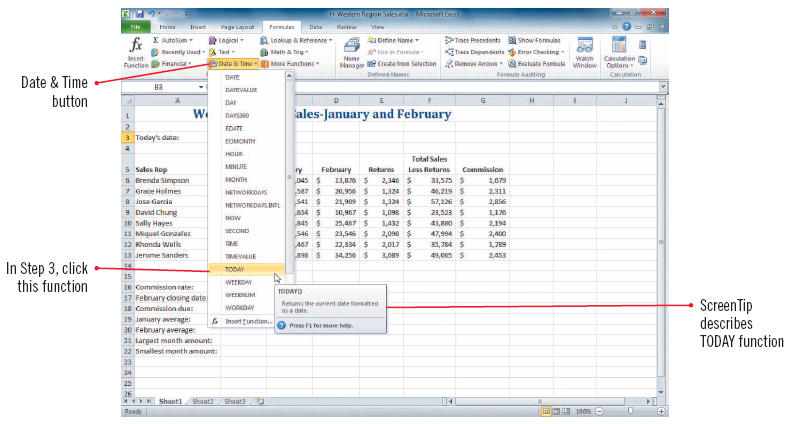 H-Western Region Sales.xlsx - Microsoft Excel
File Home Insert Page Layout Formulas Data Review View
Σ AutoSum Logical Lookup & Reference Define Name Trace Precedents Show Formulas
Recently Used Text Math & Trig Use in Formula Trace Dependents Error Checking
Insert Function Financial Date & Time More Functions Name Manager Create from Selection Remove Arrows Evaluate Formula Watch Window Calculation Options
Defined Names Formula Auditing Calculation
B3
A D E F G H I J
Date & Time
button
DATE
DATEVALUE
DAY
DAYS360
EDATE
EOMONTH
HOUR
MINUTE
MONTH
NETWORKDAYS
NETWORKDAYS.INTL
NOW
SECOND
TIME
TIMEVALUE
TODAY
WEEKDAY
WEEKNUM
WORKDAY
fx Insert Function...
1 We ales-January and February
2
3 Today's date:
4
Total Sales
5 Sales Rep ry February Returns Less Returns Commission
6 Brenda Simpson ,045 $ 13,876 $ 2,346 $ 33,575 $ 1,679
7 Grace Holmes ,587 $ 20,956 $ 1,324 $ 46,219 $ 2,311
8 Jose Garcia ,541 $ 21,909 $ 1,324 $ 57,126 $ 2,856
9 David Chung ,654 $ 10,967 $ 1,098 $ 23,523 $ 1,176
10 Sally Hayes ,845 $ 25,467 $ 1,432 $ 43,880 $ 2,194
11 Miquel Gonzalez ,546 $ 23,546 $ 2,098 $ 47,994 $ 2,400
12 Rhonda Wells ,467 $ 22,334 $ 2,017 $ 35,784 $ 1,789
13 Jerome Sanders ,898 $ 34,256 $ 3,089 $ 49,065 $ 2,453
14
15
16 Commission rate:
17 February closing date:
18 Commission due:
19 January average:
20 February average:
21 Largest month amount:
22 Smallest month amount:
23
24
25
26
In Step 3, click
this function
TODAY()
Returns the current date formatted
as a date.
Press F1 for more help.
ScreenTip
describes
TODAY function
Sheet1 Sheet2 Sheet3
Ready 100%